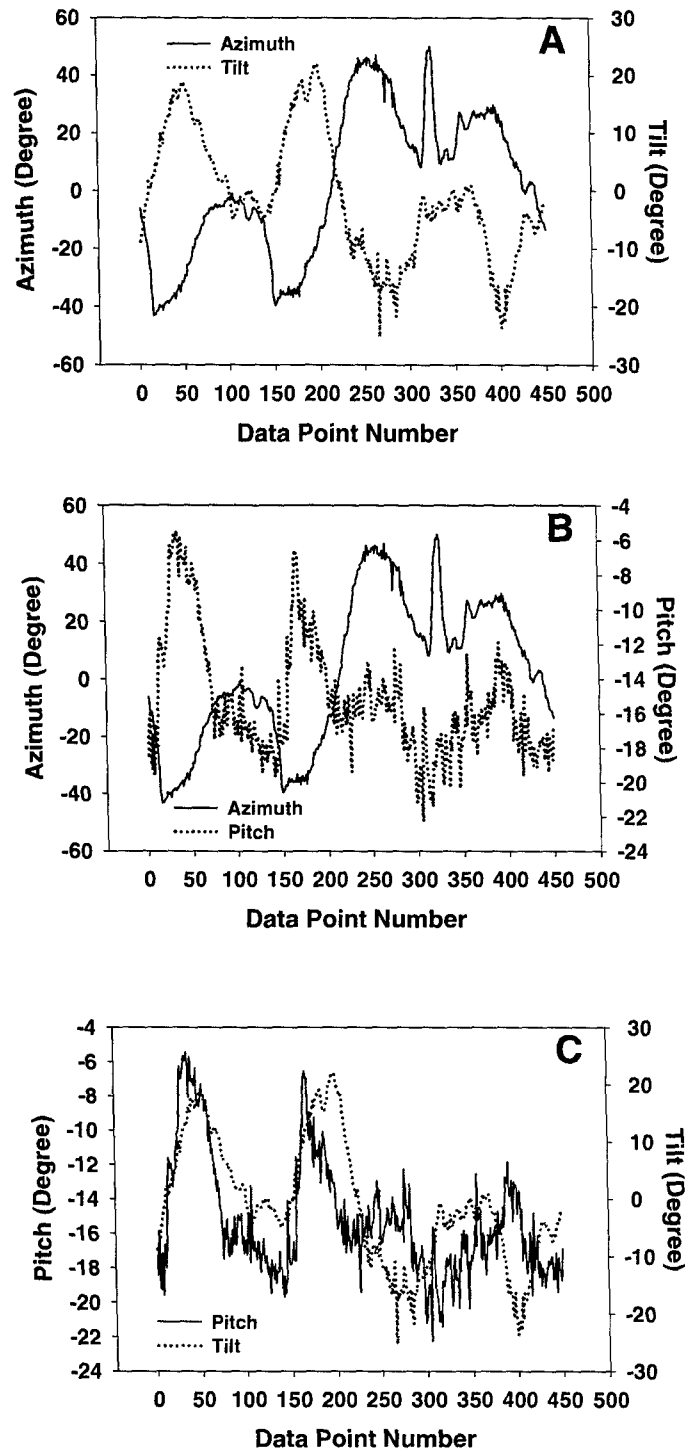 A
Azimuth
Tilt
60
40
20
0
-20
-40
-60
Azimuth (Degree)
30
20
10
0
-10
-20
-30
Tilt (Degree)
0 50 100 150 200 250 300 350 400 450 500
Data Point Number
B
60
40
20
0
-20
-40
-60
Azimuth (Degree)
Azimuth
Pitch
-4
-6
-8
-10
-12
-14
-16
-18
-20
-22
-24
Pitch (Degree)
0 50 100 150 200 250 300 350 400 450 500
Data Point Number
C
-4
-6
-8
-10
-12
-14
-16
-18
-20
-22
-24
Pitch (Degree)
Pitch
Tilt
30
20
10
0
-10
-20
-30
Tilt (Degree)
0 50 100 150 200 250 300 350 400 450 500
Data Point Number